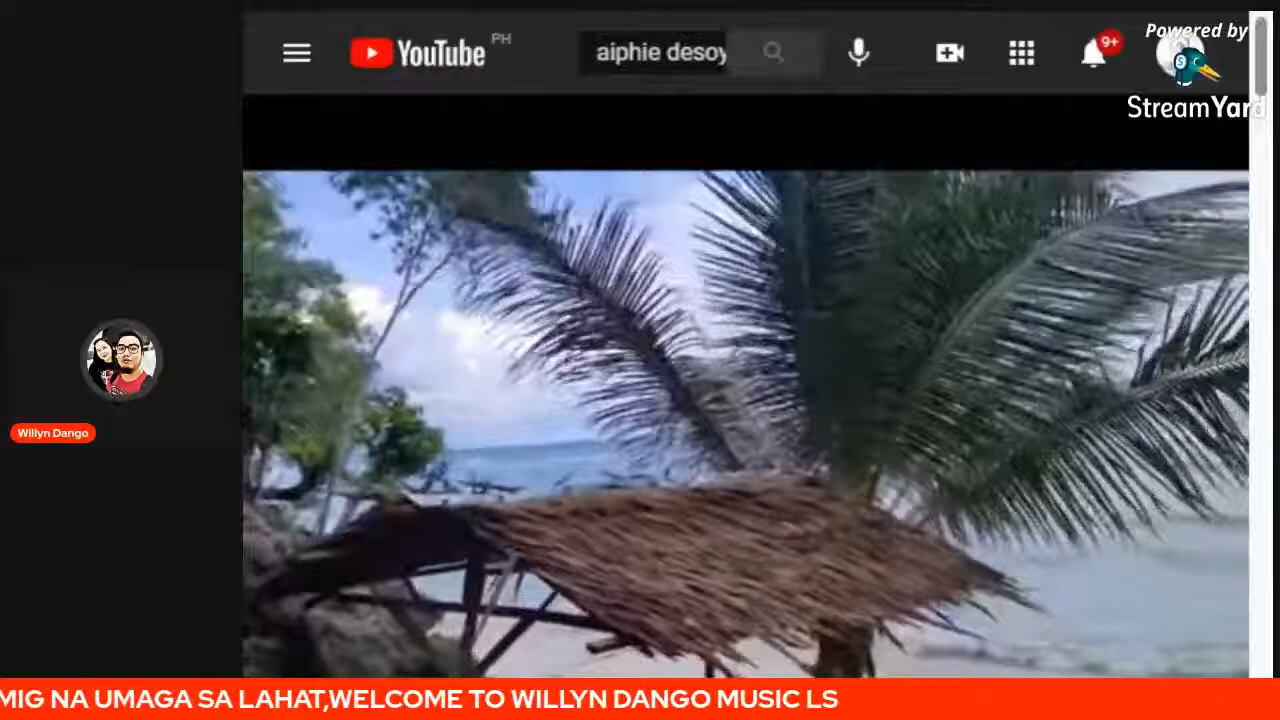 Powered by
StreamYard
YouTube PH
aiphie desoy
9+
Willyn Dango
MIG NA UMAGA SA LAHAT,WELCOME TO WILLYN DANGO MUSIC LS